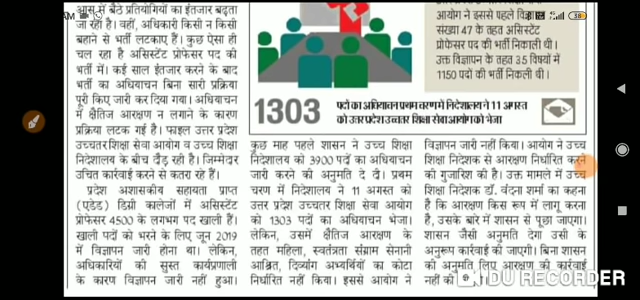 आस में बैठे प्रतियोगियों का इंतजार बढ़ता
जा रहा है। वहीं, अधिकारी किसी न किसी
बहाने से भर्ती लटकाए हैं। कुछ ऐसा ही
चल रहा है असिस्टेंट प्रोफेसर पद की
भर्ती में। कई साल इंतजार करने के बाद
भर्ती का अधियाचन बिना सारी प्रक्रिया
पूरी किए जारी कर दिया गया। अधियाचन
में क्षैतिज आरक्षण न लगाने के कारण
प्रक्रिया लटक गई है। फाइल उत्तर प्रदेश
उच्चतर शिक्षा सेवा आयोग व उच्च शिक्षा
निदेशालय के बीच दौड़ रही है। जिम्मेदार
उचित कार्रवाई करने से कतरा रहे हैं।
प्रदेश अशासकीय सहायता प्राप्त
(एडेड) डिग्री कालेजों में असिस्टेंट
प्रोफेसर 4500 के लगभग पद खाली हैं।
खाली पदों को भरने के लिए जून 2019
में विज्ञापन जारी होना था। लेकिन,
अधिकारियों की सुस्त कार्यप्रणाली
के कारण विज्ञापन जारी नहीं हुआ।
आयोग ने इससे पहले
संख्या 47 के तहत असिस्टेंट
प्रोफेसर पद की भर्ती निकाली थी।
उक्त विज्ञापन के तहत 35 विषयों में
1150 पदों की भर्ती निकली थी।
1303
पदों का अधियाचन प्रथम चरण में निदेशालय ने 11 अगस्त
को उत्तर प्रदेश उच्चतर शिक्षा सेवा आयोग को भेजा
कुछ माह पहले शासन ने उच्च शिक्षा
निदेशालय को 3900 पदों का अधियाचन
जारी करने की अनुमति दे दी। प्रथम
चरण में निदेशालय ने 11 अगस्त को
उत्तर प्रदेश उच्चतर शिक्षा सेवा आयोग
को 1303 पदों का अधियाचन भेजा।
लेकिन, उसमें क्षैतिज आरक्षण के
तहत महिला, स्वतंत्रता संग्राम सेनानी
आश्रित, दिव्यांग अभ्यर्थियों का कोटा
निर्धारित नहीं किया। इससे आयोग ने
विज्ञापन जारी नहीं किया। आयोग ने उच्च
शिक्षा निदेशक से आरक्षण निर्धारित करने
की गुजारिश की है। उक्त मामले में उच्च
शिक्षा निदेशक डॉ. वंदना शर्मा का कहना
है कि आरक्षण किस रूप में लागू करना
है, उसके बारे में शासन से पूछा जाएगा।
शासन जैसी अनुमति देगा उसी के
अनुरूप कार्रवाई की जाएगी। बिना शासन
की अनुमति लिए आरक्षण की कार्रवाई
नहीं की
DU RECORDER